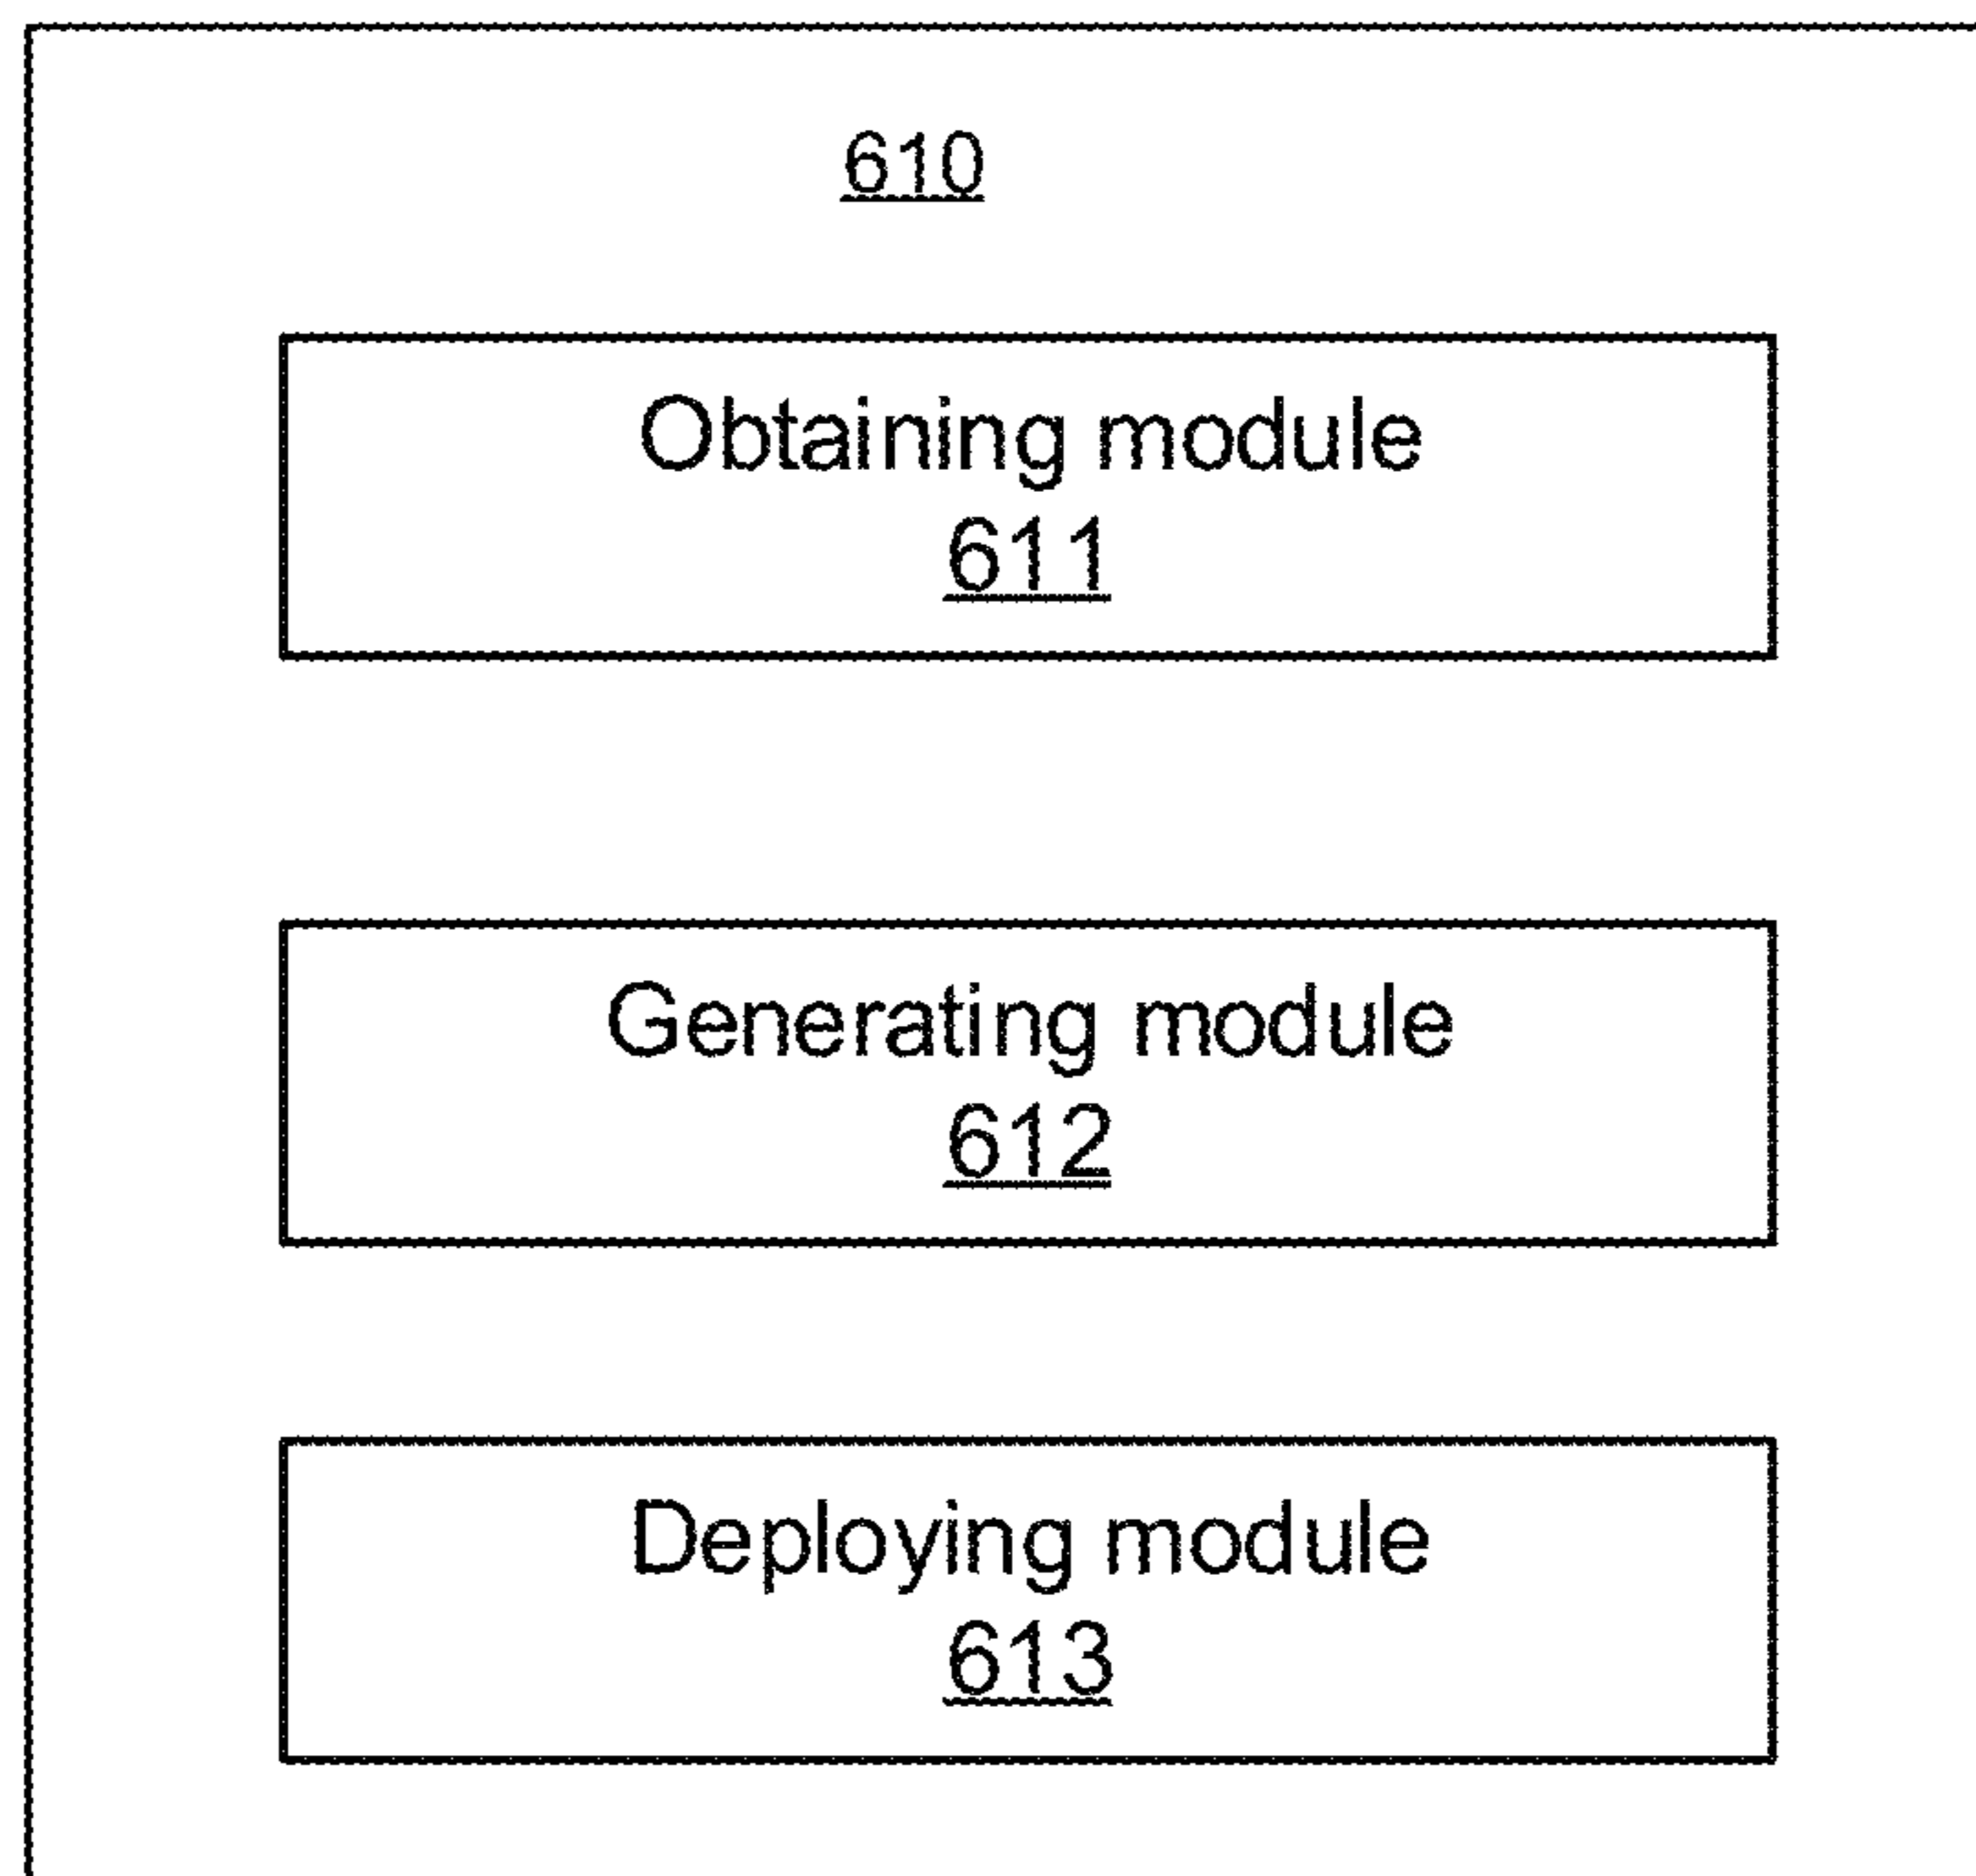 610
Obtaining module
611
Generating module
612
Deploying module
613